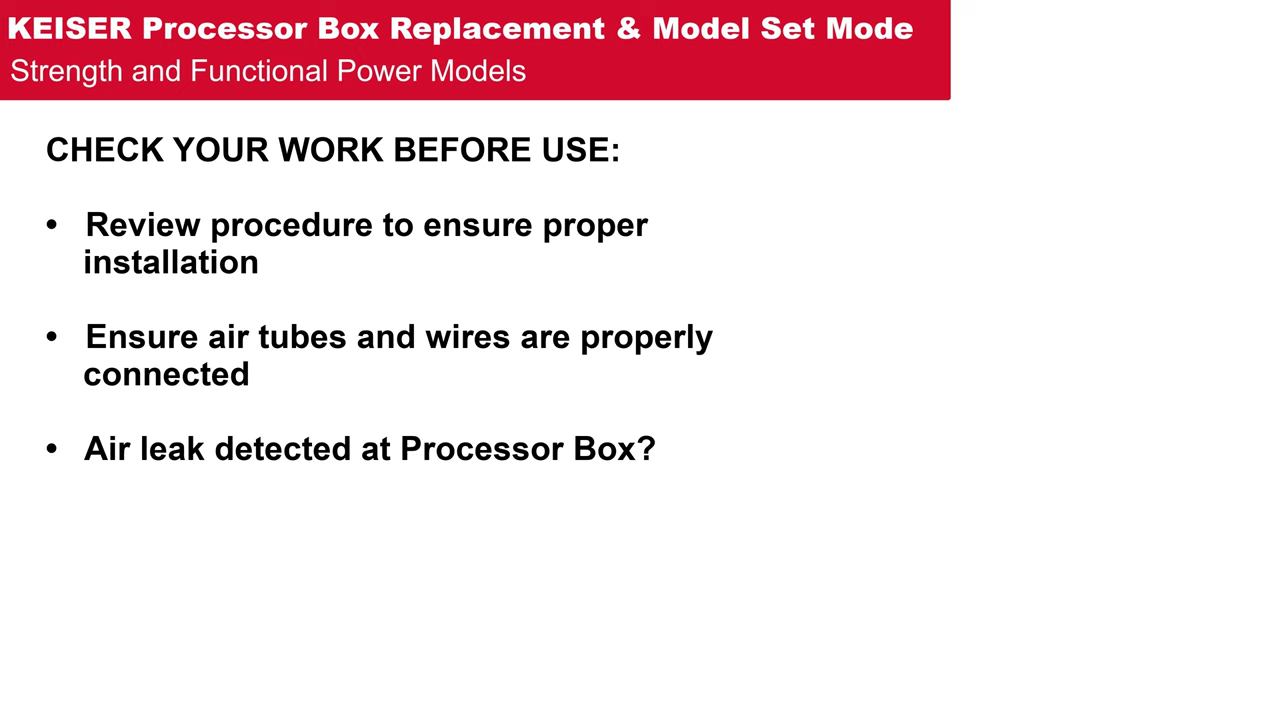 KEISER Processor Box Replacement & Model Set Mode
Strength and Functional Power Models
CHECK YOUR WORK BEFORE USE:
• Review procedure to ensure proper
installation
• Ensure air tubes and wires are properly
connected
• Air leak detected at Processor Box?